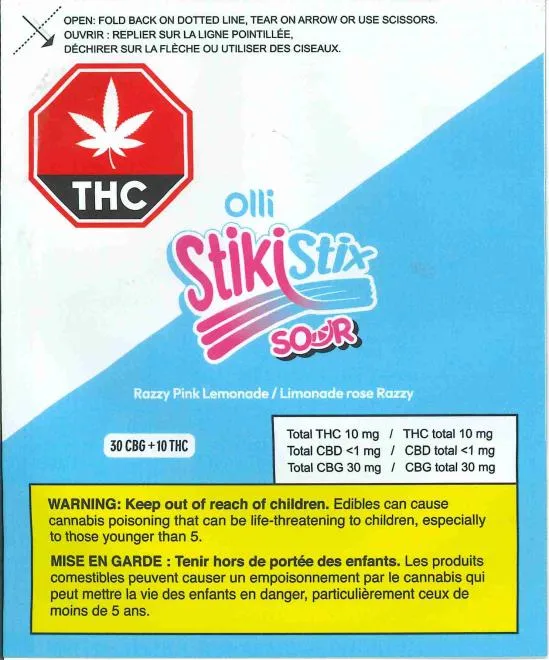 OPEN: FOLD BACK ON DOTTED LINE, TEAR ON ARROW OR USE SCISSORS.
OUVRIR : REPLIER SUR LA LIGNE POINTILLÉE,
DÉCHIRER SUR LA FLÈCHE OU UTILISER DES CISEAUX.
THC
Olli
StikiStix
SOUR
Razzy Pink Lemonade / Limonade rose Razzy
30 CBG + 10 THC
Total THC 10 mg / THC total 10 mg
Total CBD <1 mg / CBD total <1 mg
Total CBG 30 mg / CBG total 30 mg
WARNING: Keep out of reach of children. Edibles can cause
cannabis poisoning that can be life-threatening to children, especially
to those younger than 5.
MISE EN GARDE : Tenir hors de portée des enfants. Les produits
comestibles peuvent causer un empoisonnement par le cannabis qui
peut mettre la vie des enfants en danger, particulièrement ceux de
moins de 5 ans.